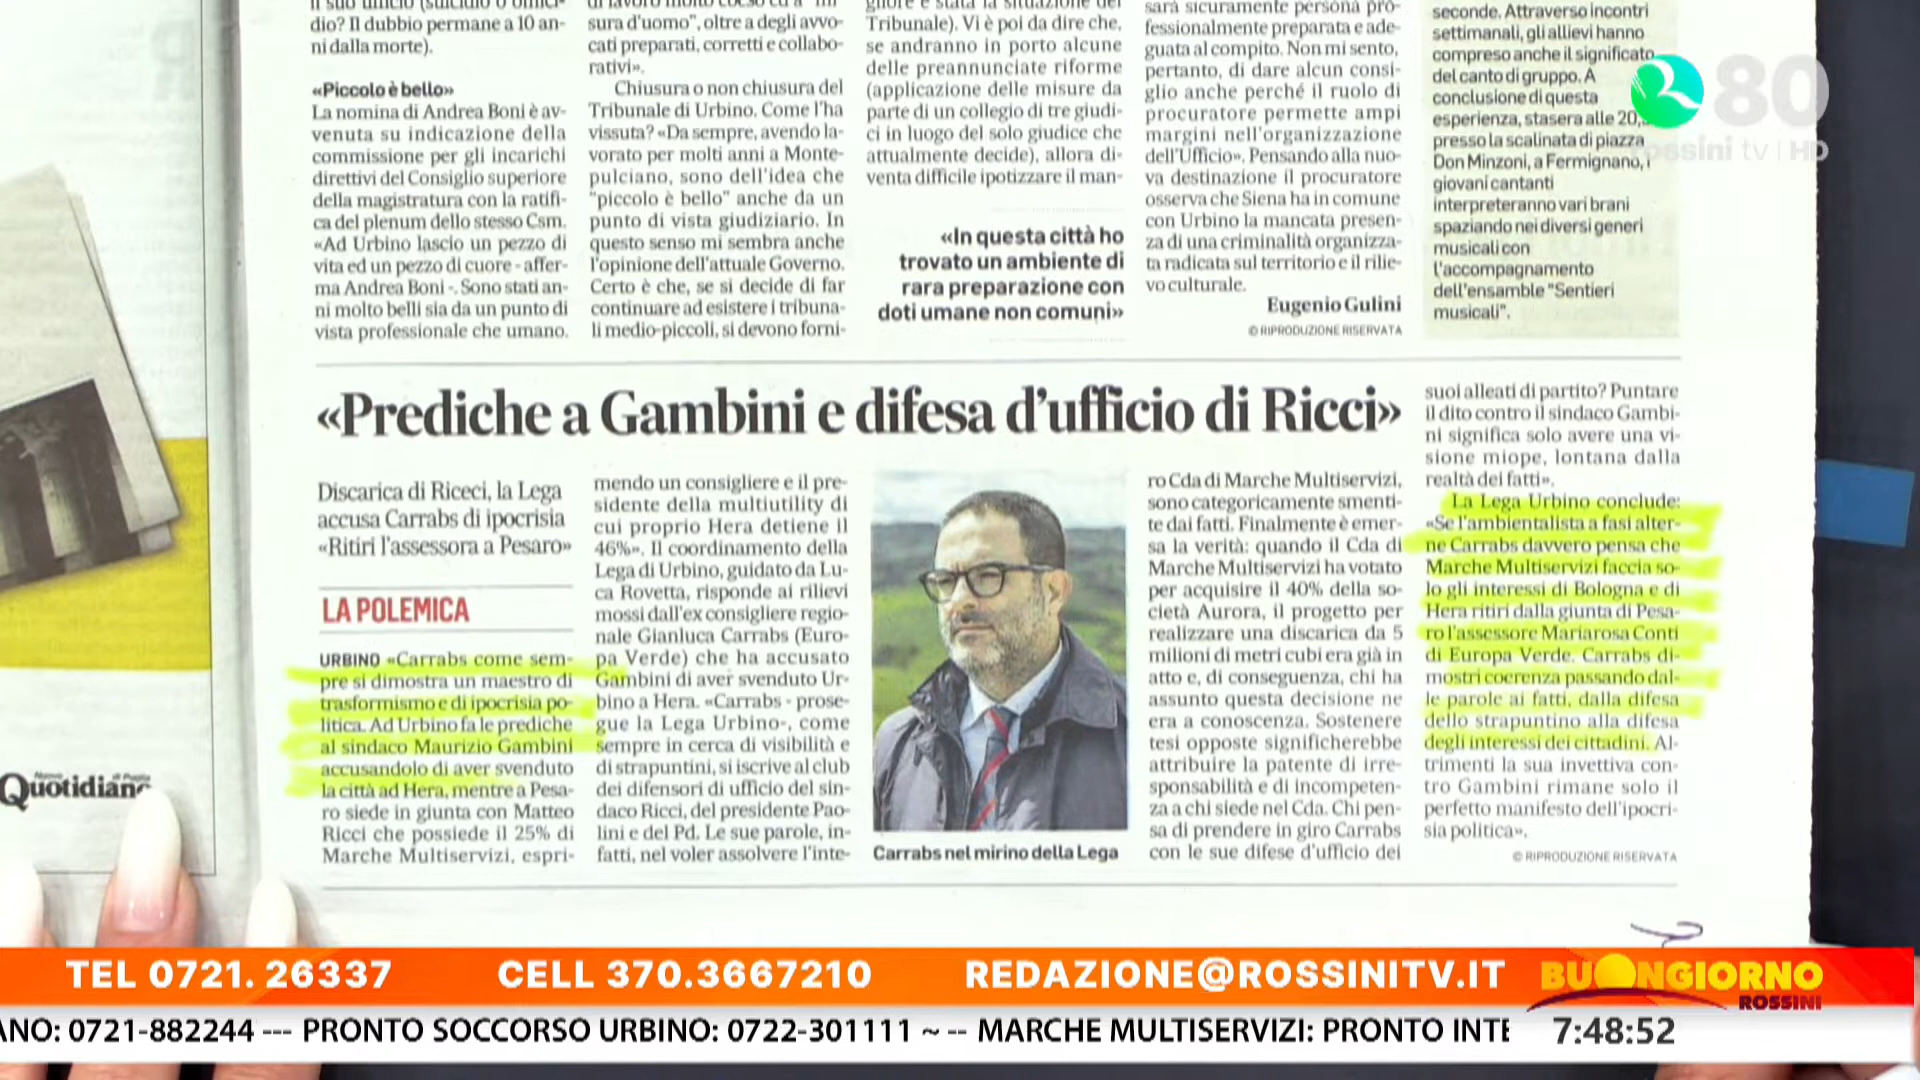 dio? Il dubbio permane a 10 an-
ni dalla morte).
«Piccolo è bello»
La nomina di Andrea Boni è av-
venuta su indicazione della
commissione per gli incarichi
direttivi del Consiglio superiore
della magistratura con la ratifi-
ca del plenum dello stesso Csm.
«Ad Urbino lascio un pezzo di
vita ed un pezzo di cuore - affer-
ma Andrea Boni -. Sono stati an-
ni molto belli sia da un punto di
vista professionale che umano.
sura d'uomo", oltre a degli avvo-
cati preparati, corretti e collabo-
rativi».
Chiusura o non chiusura del
Tribunale di Urbino. Come l'ha
vissuta? «Da sempre, avendo la-
vorato per molti anni a Monte-
pulciano, sono dell'idea che
"piccolo è bello" anche da un
punto di vista giudiziario. In
questo senso mi sembra anche
l'opinione dell'attuale Governo.
Certo è che, se si decide di far
continuare ad esistere i tribuna-
li medio-piccoli, si devono forni-
Tribunale). Vi è poi da dire che,
se andranno in porto alcune
delle preannunciate riforme
(applicazione delle misure da
parte di un collegio di tre giudi-
ci in luogo del solo giudice che
attualmente decide), allora di-
venta difficile ipotizzare il man-
«In questa città ho
trovato un ambiente di
rara preparazione con
doti umane non comuni»
sarà sicuramente persona pro-
fessionalmente preparata e ade-
guata al compito. Non mi sento,
pertanto, di dare alcun consi-
glio anche perché il ruolo di
procuratore permette ampi
margini nell'organizzazione
dell'Ufficio». Pensando alla nuo-
va destinazione il procuratore
osserva che Siena ha in comune
con Urbino la mancata presen-
za di una criminalità organizza-
ta radicata sul territorio e il rilie-
vo culturale.
Eugenio Gulini
© RIPRODUZIONE RISERVATA
seconde. Attraverso incontri
settimanali, gli allievi hanno
compreso anche il significato
del canto di gruppo. A
conclusione di questa
esperienza, stasera alle 20,
presso la scalinata di piazza
Don Minzoni, a Fermignano, i
giovani cantanti
interpreteranno vari brani
spaziando nei diversi generi
musicali con
l'accompagnamento
dell'ensamble "Sentieri
musicali".
80
rossini tv | HD
«Prediche a Gambini e difesa d'ufficio di Ricci»
Discarica di Riceci, la Lega
accusa Carrabs di ipocrisia
«Ritiri l'assessora a Pesaro»
LA POLEMICA
URBINO «Carrabs come sem-
pre si dimostra un maestro di
trasformismo e di ipocrisia po-
litica. Ad Urbino fa le prediche
al sindaco Maurizio Gambini
accusandolo di aver svenduto
la città ad Hera, mentre a Pesa-
ro siede in giunta con Matteo
Ricci che possiede il 25% di
Marche Multiservizi, espri-
mendo un consigliere e il pre-
sidente della multiutility di
cui proprio Hera detiene il
46%». Il coordinamento della
Lega di Urbino, guidato da Lu-
ca Rovetta, risponde ai rilievi
mossi dall'ex consigliere regio-
nale Gianluca Carrabs (Euro-
pa Verde) che ha accusato
Gambini di aver svenduto Ur-
bino a Hera. «Carrabs - prose-
gue la Lega Urbino-, come
sempre in cerca di visibilità e
di strapuntini, si iscrive al club
dei difensori di ufficio del sin-
daco Ricci, del presidente Pao-
lini e del Pd. Le sue parole, in-
fatti, nel voler assolvere l'inte-
Carrabs nel mirino della Lega
ro Cda di Marche Multiservizi,
sono categoricamente smenti-
te dai fatti. Finalmente è emer-
sa la verità: quando il Cda di
Marche Multiservizi ha votato
per acquisire il 40% della so-
cietà Aurora, il progetto per
realizzare una discarica da 5
milioni di metri cubi era già in
atto e, di conseguenza, chi ha
assunto questa decisione ne
era a conoscenza. Sostenere
tesi opposte significherebbe
attribuire la patente di irre-
sponsabilità e di incompeten-
za a chi siede nel Cda. Chi pen-
sa di prendere in giro Carrabs
con le sue difese d'ufficio dei
suoi alleati di partito? Puntare
il dito contro il sindaco Gambi-
ni significa solo avere una vi-
sione miope, lontana dalla
realtà dei fatti».
La Lega Urbino conclude:
«Se l'ambientalista a fasi alter-
ne Carrabs davvero pensa che
Marche Multiservizi faccia so-
lo gli interessi di Bologna e di
Hera ritiri dalla giunta di Pesa-
ro l'assessore Mariarosa Conti
di Europa Verde. Carrabs di-
mostri coerenza passando dal-
le parole ai fatti, dalla difesa
dello strapuntino alla difesa
degli interessi dei cittadini. Al-
trimenti la sua invettiva con-
tro Gambini rimane solo il
perfetto manifesto dell'ipocri-
sia politica».
© RIPRODUZIONE RISERVATA
Quotidiano
TEL 0721. 26337 CELL 370.3667210 REDAZIONE@ROSSINITV.IT
BUONGIORNO
ROSSINI
ANO: 0721-882244 --- PRONTO SOCCORSO URBINO: 0722-301111 ~ -- MARCHE MULTISERVIZI: PRONTO INTE
7:48:52